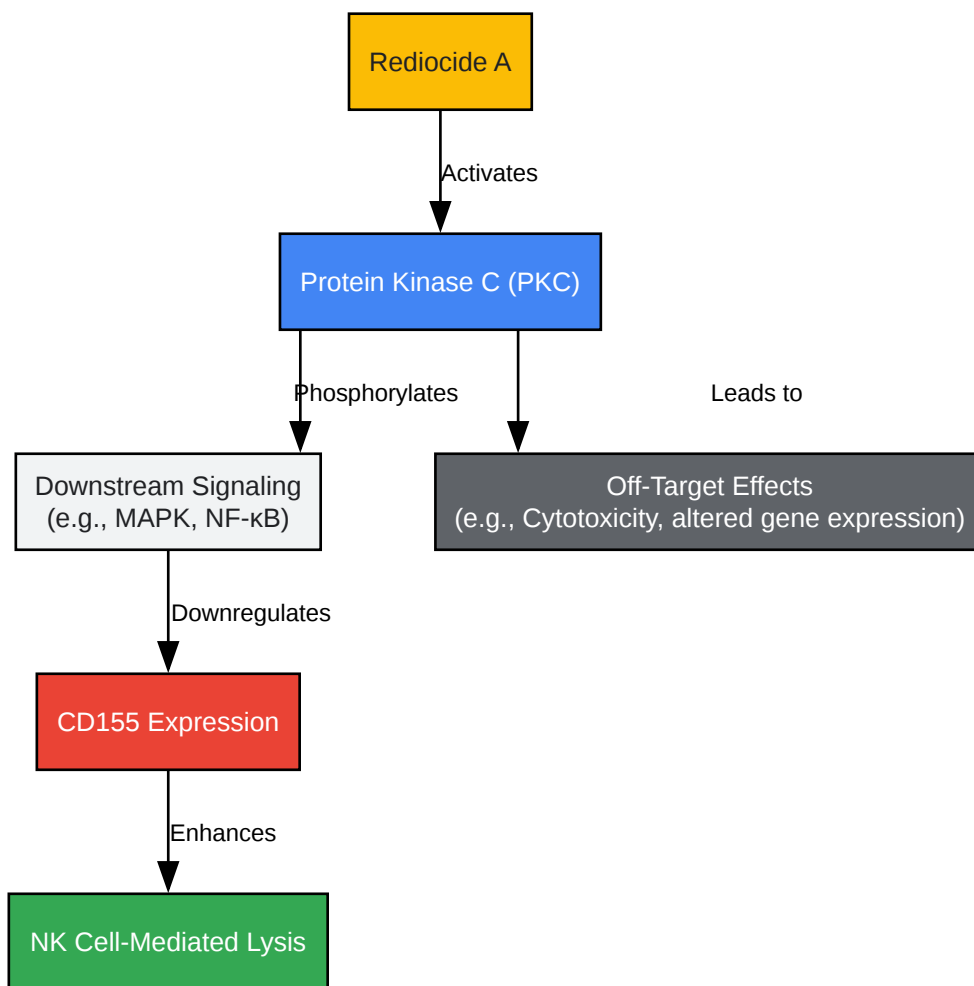 Rediocide A
Activates
Protein Kinase C (PKC)
Phosphorylates
Leads to
Downstream Signaling
(e.g., MAPK, NF-κB)
Off-Target Effects
(e.g., Cytotoxicity, altered gene expression)
Downregulates
CD155 Expression
Enhances
NK Cell-Mediated Lysis